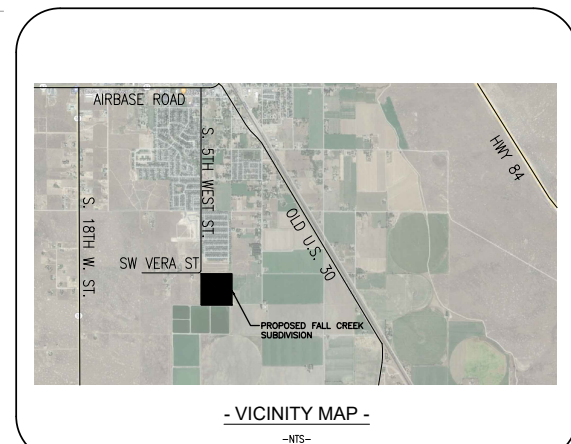 AIRBASE ROAD
S. 5TH WEST ST.
HWY 84
S. 18TH W. ST.
OLD U.S. 30
SW VERA ST
PROPOSED FALL CREEK
SUBDIVISION
- VICINITY MAP -
-NTS-